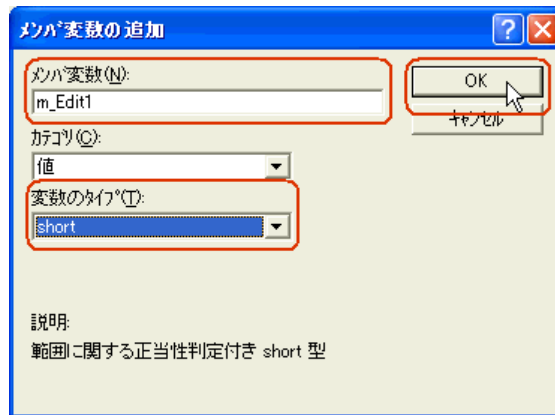 メンバ変数の追加
メンバ変数(N):
m_Edit1
OK
キャンセル
カテゴリ(C):
値
変数のタイプ(T):
short
説明:
範囲に関する正当性判定付き short 型